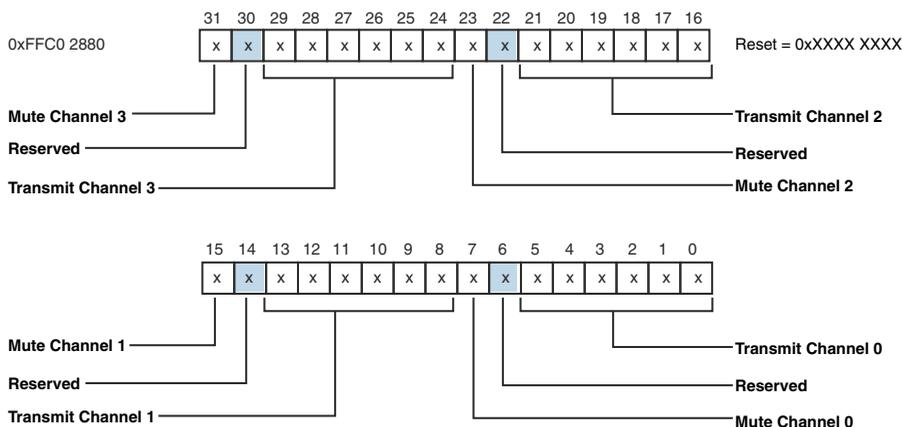 31 30 29 28 27 26 25 24 23 22 21 20 19 18 17 16
0xFFC0 2880 x x x x x x x x x x x x x x x x Reset = 0xXXXX XXXX
Mute Channel 3 Transmit Channel 2
Reserved Reserved
Transmit Channel 3 Mute Channel 2
15 14 13 12 11 10 9 8 7 6 5 4 3 2 1 0
x x x x x x x x x x x x x x x x
Mute Channel 1 Transmit Channel 0
Reserved Reserved
Transmit Channel 1 Mute Channel 0